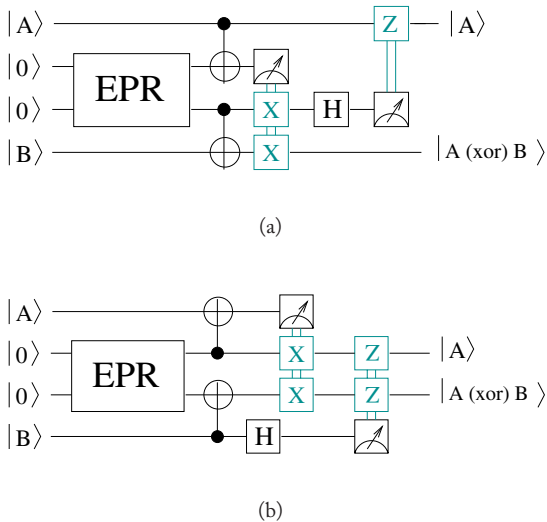 |A⟩ Z |A⟩
|0⟩
EPR
|0⟩ X H
|B⟩ X |A (xor) B ⟩
(a)
|A⟩
|0⟩ X Z |A⟩
EPR
|0⟩ X Z |A (xor) B ⟩
|B⟩ H
(b)